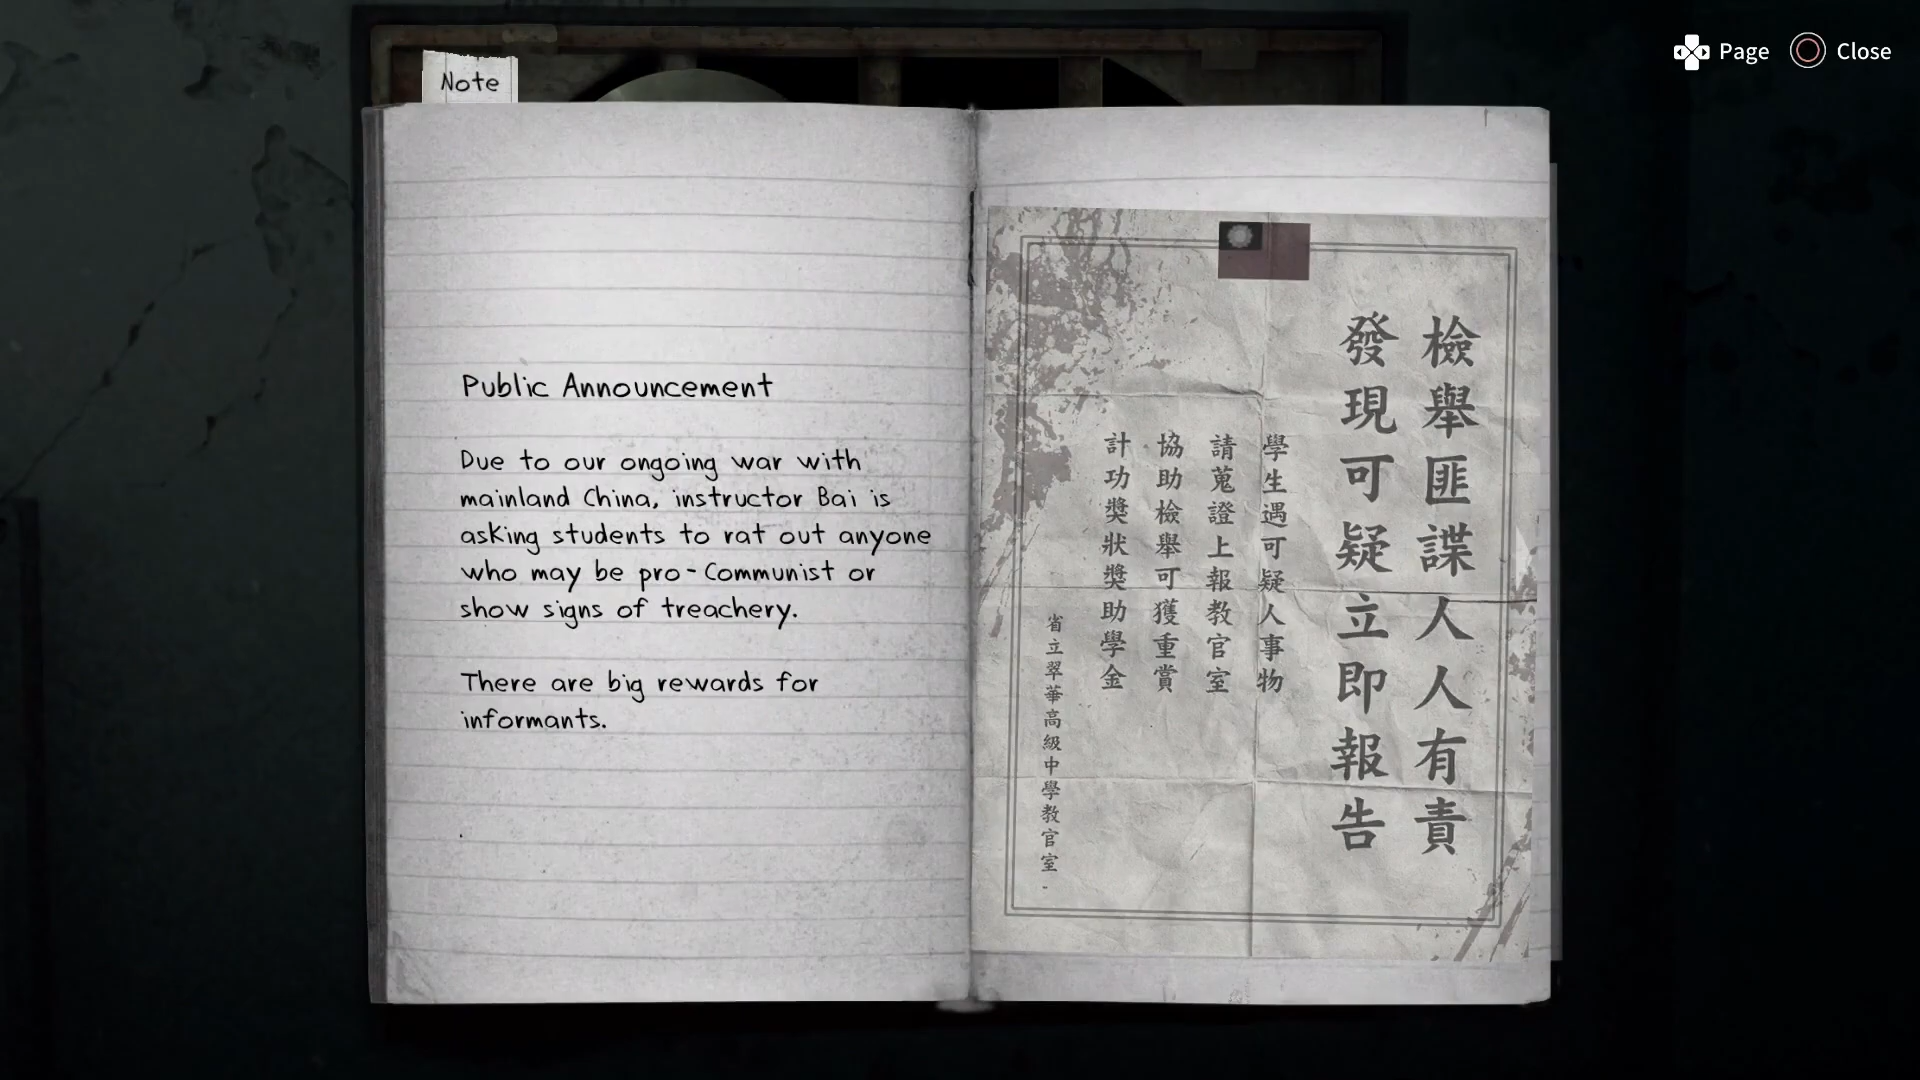 Page
Close
Note
Public Announcement
Due to our ongoing war with
mainland China, instructor Bai is
asking students to rat out anyone
who may be pro-Communist or
show signs of treachery.
There are big rewards for
informants.
檢舉匪諜人人有責
發現可疑立即報告
學生遇可疑人事物
請蒐證上報教官室
協助檢舉可獲重賞
計功獎狀獎助學金
省立翠華高級中學教官室